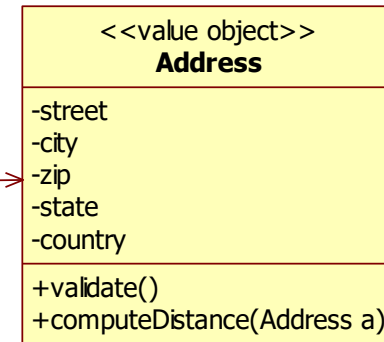 <<value object>>
Address
-street
-city
-zip
-state
-country
+validate()
+computeDistance(Address a)